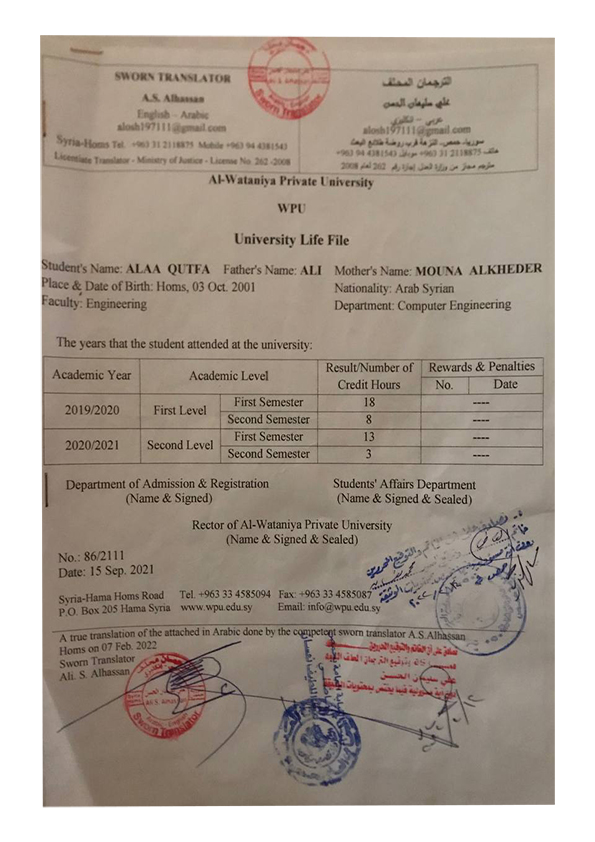 SWORN TRANSLATOR
A.S. Alhassan
English – Arabic
alosh197111@gmail.com
Syria-Homs Tel. +963 31 2118875 Mobile +963 94 4381543
Licentiate Translator - Ministry of Justice - License No. 262 -2008
الترجمان المحلف
علي سليمان الحسن
عربي – انكليزي
alosh197111@gmail.com
سوريا- حمص- النزهة قرب روضة طلائع البعث
هاتف 2118875 31 963+ موبايل 4381543 94 963+
مترجم مجاز من وزارة العدل إجازة رقم 262 لعام 2008
Sworn Translator
Al-Wataniya Private University
WPU
University Life File
Student's Name: ALAA QUTFA Father's Name: ALI Mother's Name: MOUNA ALKHEDER
Place & Date of Birth: Homs, 03 Oct. 2001 Nationality: Arab Syrian
Faculty: Engineering Department: Computer Engineering
The years that the student attended at the university:
Academic Year Academic Level Result/Number of Credit Hours Rewards & Penalties
No. Date
2019/2020 First Level First Semester 18 ----
Second Semester 8 ----
2020/2021 Second Level First Semester 13 ----
Second Semester 3 ----
Department of Admission & Registration Students' Affairs Department
(Name & Signed) (Name & Signed & Sealed)
Rector of Al-Wataniya Private University
(Name & Signed & Sealed)
No.: 86/2111
Date: 15 Sep. 2021
Syria-Hama Homs Road Tel. +963 33 4585094 Fax: +963 33 4585087
P.O. Box 205 Hama Syria www.wpu.edu.sy Email: info@wpu.edu.sy
A true translation of the attached in Arabic done by the competent sworn translator A.S.Alhassan
Homs on 07 Feb. 2022
Sworn Translator
Ali. S. Alhassan
Ali S. Alhassan
Sworn Translator
علي سليمان الحسن